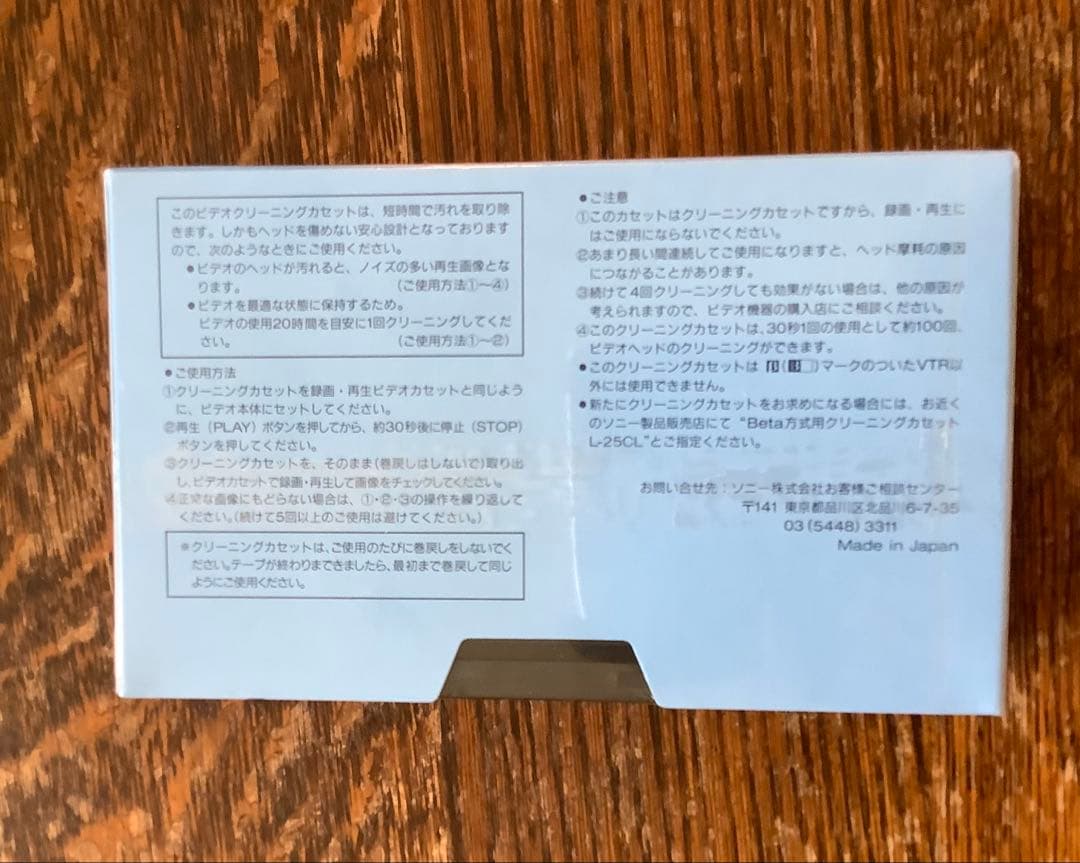 このビデオクリーニングカセットは、短時間で汚れを取り除
きます。しかもヘッドを傷めない安心設計となっております
ので、次のようなときにご使用ください。
●ビデオのヘッドが汚れると、ノイズの多い再生画像とな
ります。 (ご使用方法①〜④)
●ビデオを最適な状態に保持するため。
ビデオの使用20時間を目安に1回クリーニングしてくだ
さい。 (ご使用方法①〜②)
●ご使用方法
①クリーニングカセットを録画・再生ビデオカセットと同じよう
に、ビデオ本体にセットしてください。
②再生（PLAY）ボタンを押してから、約30秒後に停止（STOP）
ボタンを押してください。
③クリーニングカセットを、そのまま(巻戻しはしないで)取り出
し、ビデオカセットで録画・再生して画像をチェックしてください。
④正常な画像にもどらない場合は、①・②・③の操作を繰り返して
ください。(続けて5回以上のご使用は避けてください。)
※クリーニングカセットは、ご使用のたびに巻戻しをしないでく
ださい。テープが終わりまできましたら、最初まで巻戻して同じ
ようにご使用ください。
●ご注意
①このカセットはクリーニングカセットですから、録画・再生に
はご使用にならないでください。
②あまり長い間連続してご使用になりますと、ヘッド摩耗の原因
につながることがあります。
③続けて4回クリーニングしても効果がない場合は、他の原因が
考えられますので、ビデオ機器の購入店にご相談ください。
④このクリーニングカセットは、30秒1回の使用として約100回、
ビデオヘッドのクリーニングができます。
●このクリーニングカセットは マークのついたVTR以
外には使用できません。
●新たにクリーニングカセットをお求めになる場合には、お近く
のソニー製品販売店にて“Beta方式用クリーニングカセット
L-25CL”とご指定ください。
お問い合せ先：ソニー株式会社お客様ご相談センター
〒141 東京都品川区北品川6-7-35
03(5448)3311
Made in Japan